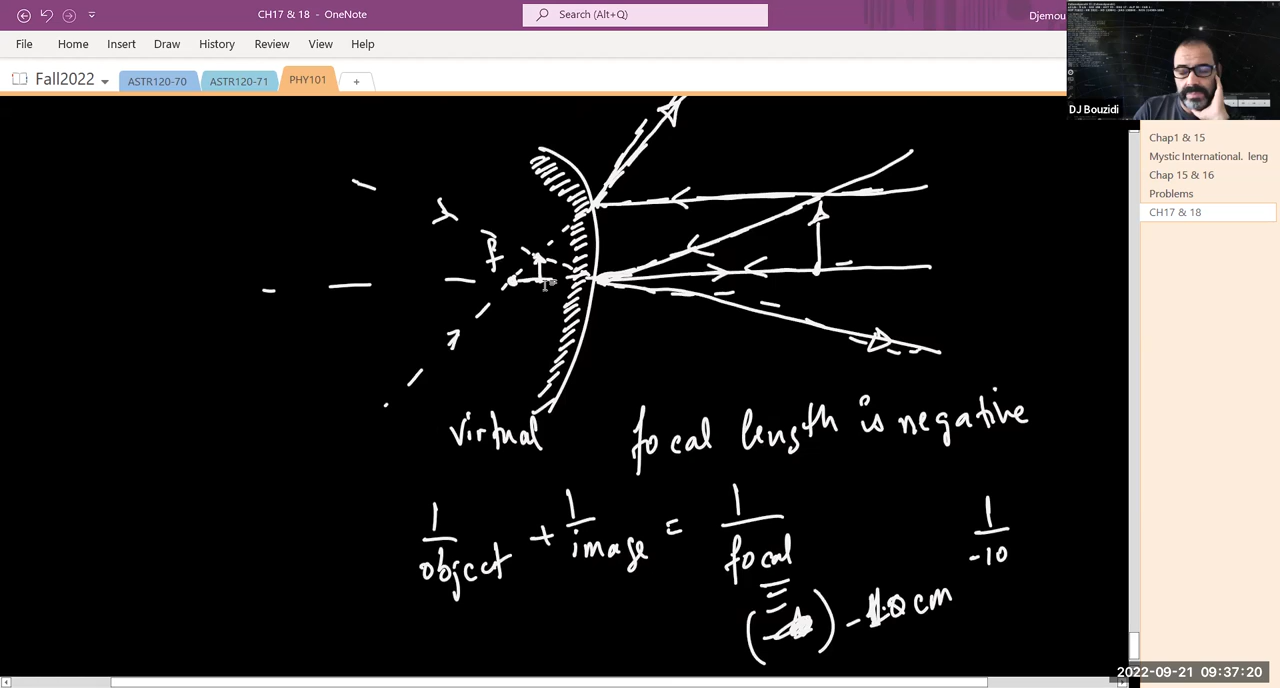 CH17 & 18 - OneNote
Search (Alt+Q)
Djemou
File Home Insert Draw History Review View Help
Fall2022 ASTR120-70 ASTR120-71 PHY101 +
DJ Bouzidi
Chap1 & 15
Mystic International. leng
Chap 15 & 16
Problems
CH17 & 18
f
virtual focal length is negative
1/object + 1/image = 1/focal
1/-10
-10 cm
2022-09-21 09:37:20